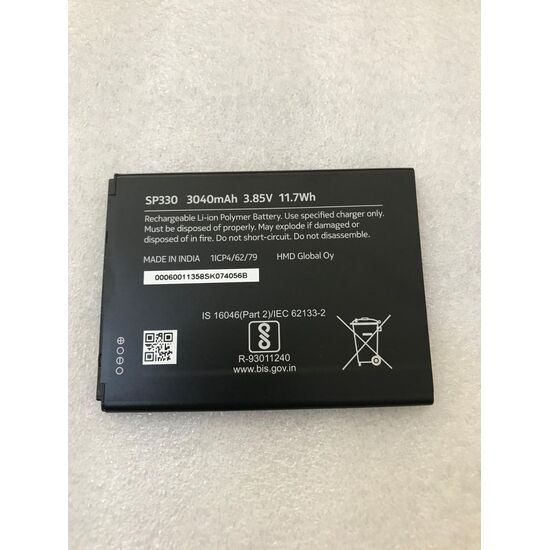 SP330 3040mAh 3.85V 11.7Wh
Rechargeable Li-ion Polymer Battery. Use specified charger only.
Must be disposed of properly. May explode if damaged or
disposed of in fire. Do not short-circuit. Do not disassemble.
MADE IN INDIA 1ICP4/62/79 HMD Global Oy
00060011358SK074056B
IS 16046(Part 2)/IEC 62133-2
R-93011240
www.bis.gov.in